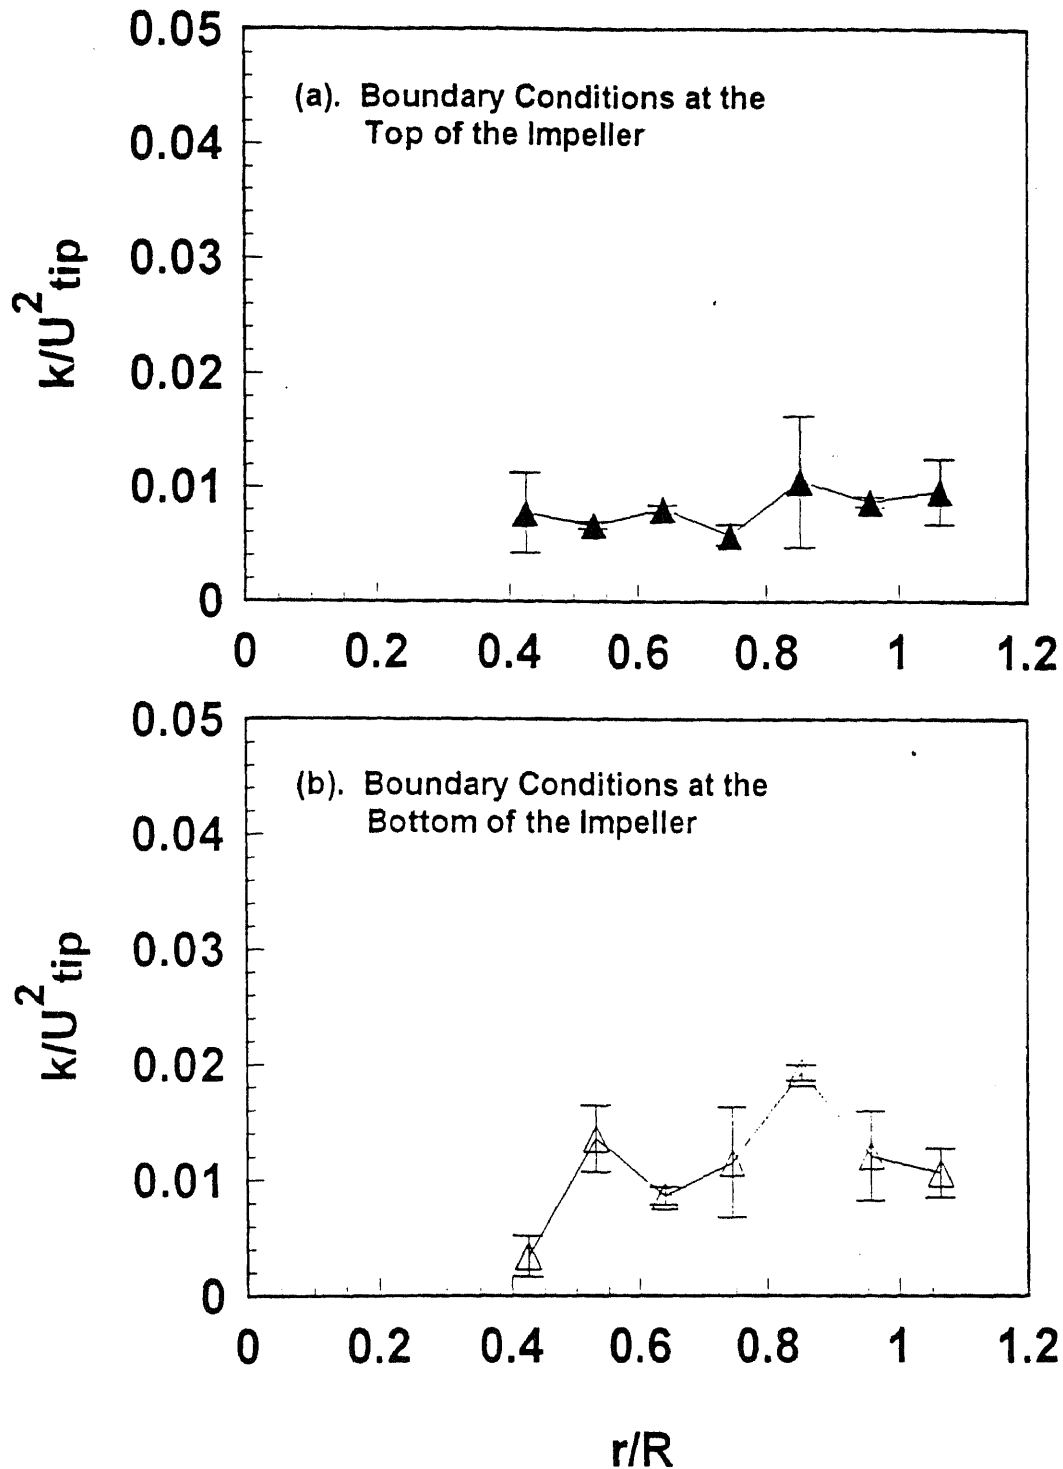 0.05
(a). Boundary Conditions at the
Top of the Impeller
0.04
0.03
k/U²tip
0.02
0.01
0
0 0.2 0.4 0.6 0.8 1 1.2
0.05
(b). Boundary Conditions at the
Bottom of the Impeller
0.04
0.03
k/U²tip
0.02
0.01
0
0 0.2 0.4 0.6 0.8 1 1.2
r/R